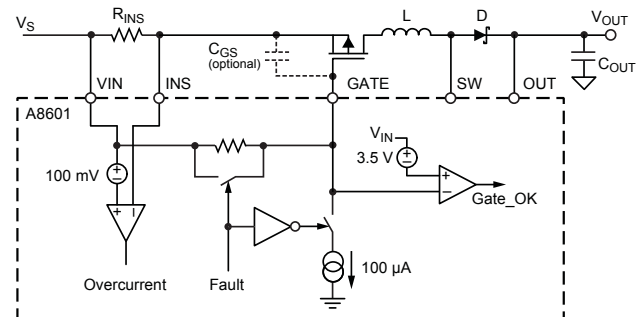 VS RINS L D VOUT
CGS
(optional)
COUT
VIN INS GATE SW OUT
A8601
VIN
100 mV + − 3.5 V + −
+ −
+ −
Gate_OK
100 µA
Overcurrent Fault